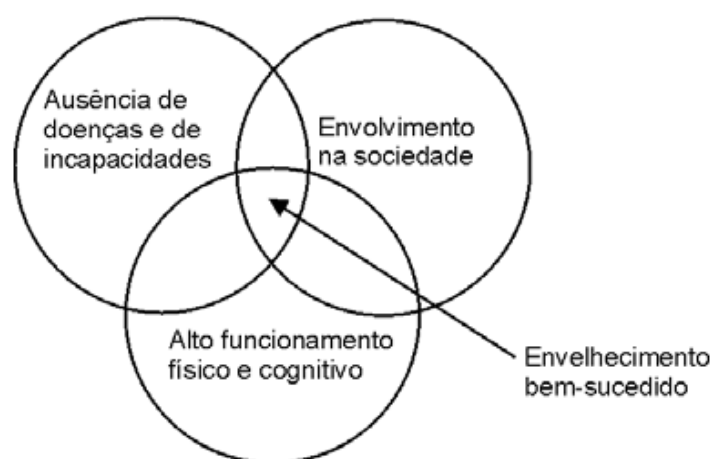 Ausência de
doenças e de
incapacidades
Envolvimento
na sociedade
Alto funcionamento
físico e cognitivo
Envelhecimento
bem-sucedido